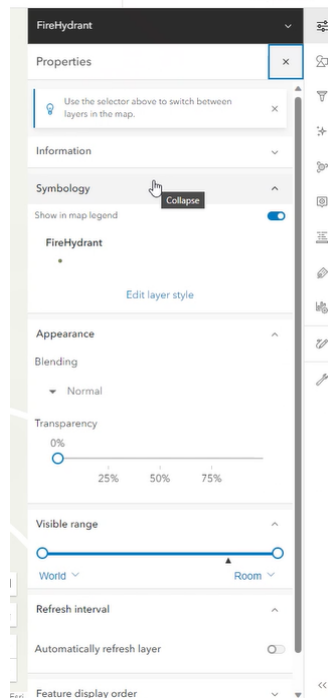 FireHydrant
Properties
Use the selector above to switch between
layers in the map.
Information
Symbology
Collapse
Show in map legend
FireHydrant
Edit layer style
Appearance
Blending
Normal
Transparency
0%
25% 50% 75%
Visible range
World Room
Refresh interval
Automatically refresh layer
Feature display order
Esri